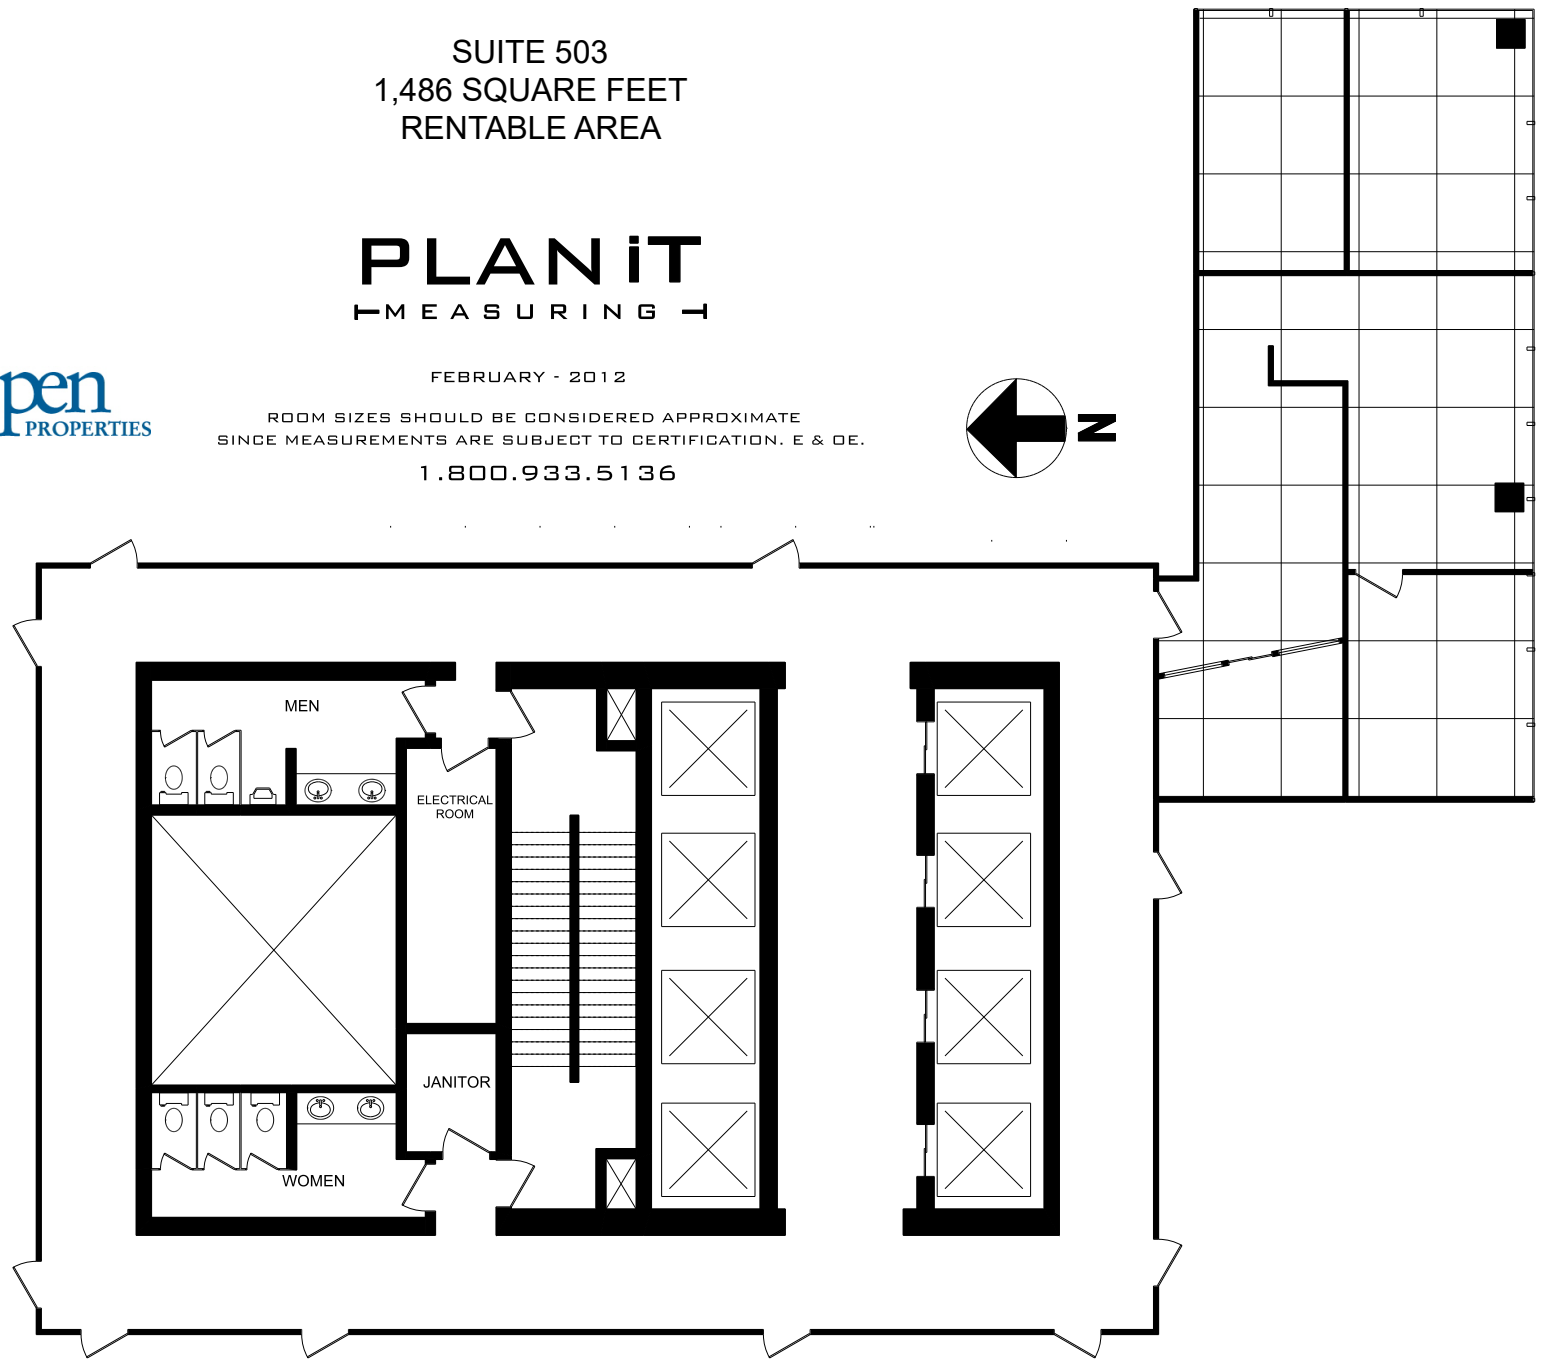 SUITE 503
1,486 SQUARE FEET
RENTABLE AREA
PLAN iT
MEASURING
FEBRUARY - 2012
pen
PROPERTIES
ROOM SIZES SHOULD BE CONSIDERED APPROXIMATE
SINCE MEASUREMENTS ARE SUBJECT TO CERTIFICATION. E & OE.
1.800.933.5136
N
MEN
ELECTRICAL
ROOM
JANITOR
WOMEN